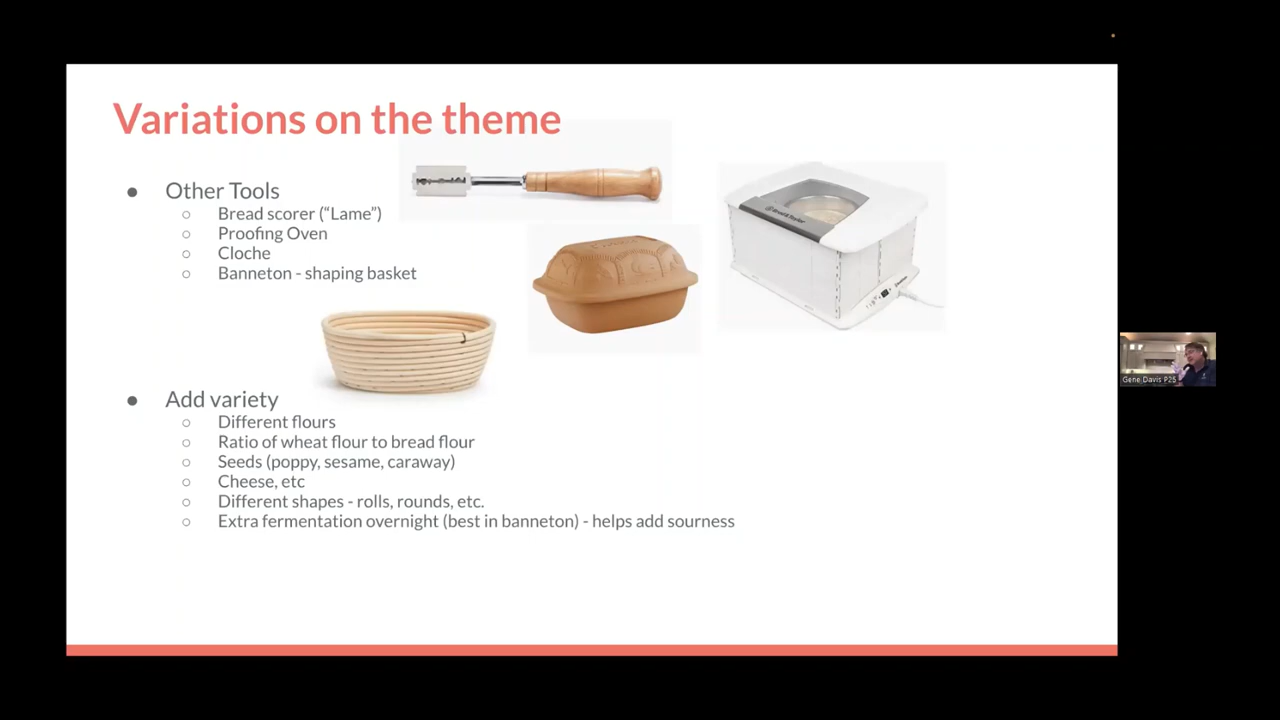 Variations on the theme
● Other Tools
○ Bread scorer (“Lame”)
○ Proofing Oven
○ Cloche
○ Banneton - shaping basket
● Add variety
○ Different flours
○ Ratio of wheat flour to bread flour
○ Seeds (poppy, sesame, caraway)
○ Cheese, etc
○ Different shapes - rolls, rounds, etc.
○ Extra fermentation overnight (best in banneton) - helps add sourness
Gene Davis P25